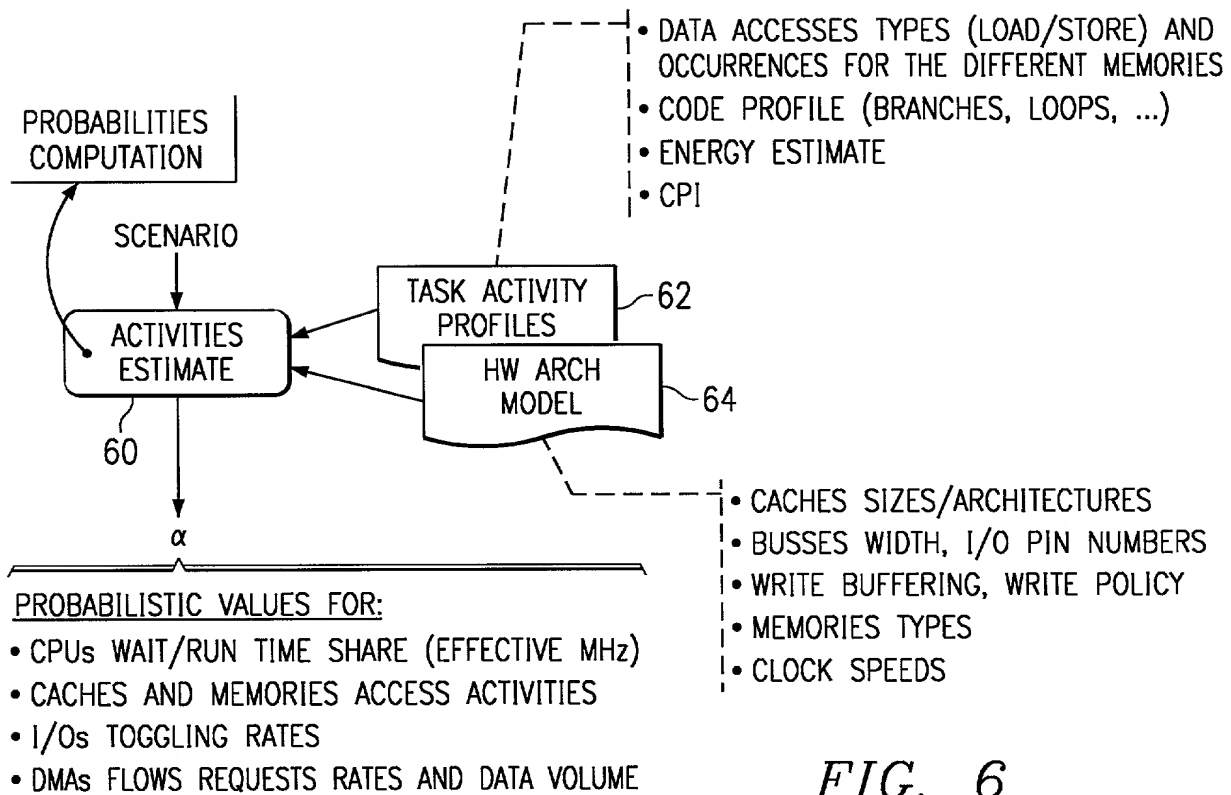 • DATA ACCESSES TYPES (LOAD/STORE) AND
OCCURRENCES FOR THE DIFFERENT MEMORIES
• CODE PROFILE (BRANCHES, LOOPS, ...)
• ENERGY ESTIMATE
• CPI
PROBABILITIES
COMPUTATION
SCENARIO
TASK ACTIVITY
PROFILES
62
ACTIVITIES
ESTIMATE
60
HW ARCH
MODEL
64
α
• CACHES SIZES/ARCHITECTURES
• BUSSES WIDTH, I/O PIN NUMBERS
• WRITE BUFFERING, WRITE POLICY
• MEMORIES TYPES
• CLOCK SPEEDS
PROBABILISTIC VALUES FOR:
• CPUs WAIT/RUN TIME SHARE (EFFECTIVE MHz)
• CACHES AND MEMORIES ACCESS ACTIVITIES
• I/Os TOGGLING RATES
• DMAs FLOWS REQUESTS RATES AND DATA VOLUME
FIG. 6